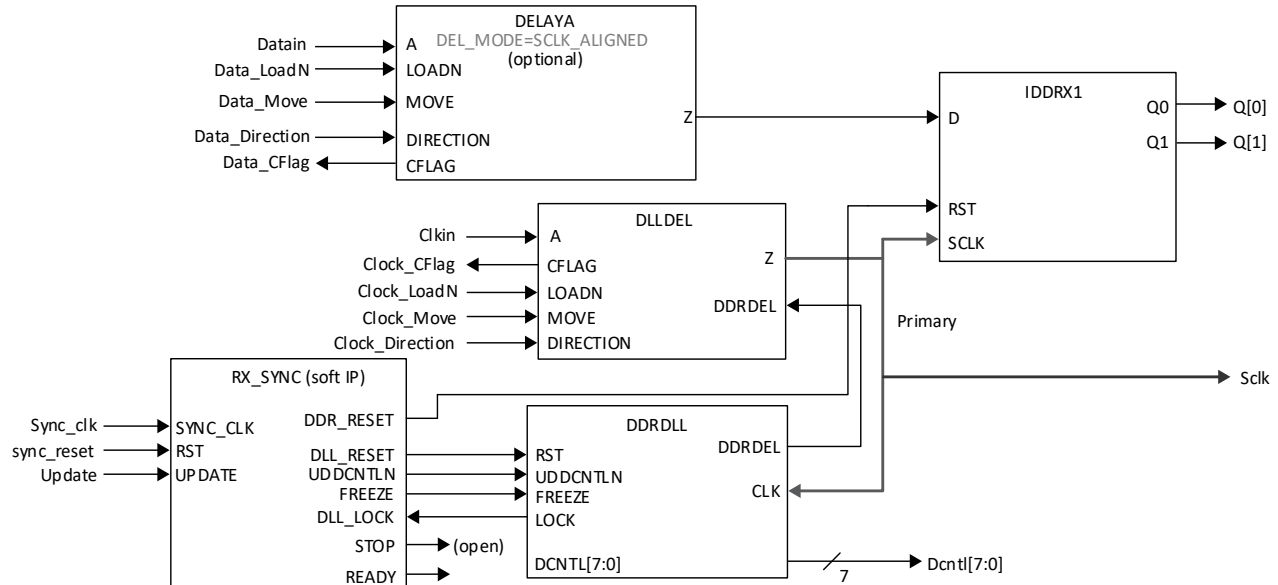 DELAYA
DEL_MODE=SCLK_ALIGNED
(optional)
Datain
A
Data_LoadN
LOADN
Data_Move
MOVE
Data_Direction
DIRECTION
Data_CFlag
CFLAG
Z
IDDRX1
D
Q0
Q[0]
Q1
Q[1]
RST
SCLK
DLLDEL
Clkin
A
Clock_CFlag
CFLAG
Clock_LoadN
LOADN
Clock_Move
MOVE
Clock_Direction
DIRECTION
Z
DDRDEL
Primary
Sclk
RX_SYNC (soft IP)
Sync_clk
SYNC_CLK
sync_reset
RST
Update
UPDATE
DDR_RESET
DLL_RESET
UDDCNTLN
FREEZE
DLL_LOCK
STOP
(open)
READY
DDRDLL
RST
UDDCNTLN
FREEZE
LOCK
DCNTL[7:0]
DDRDEL
CLK
7
Dcntl[7:0]